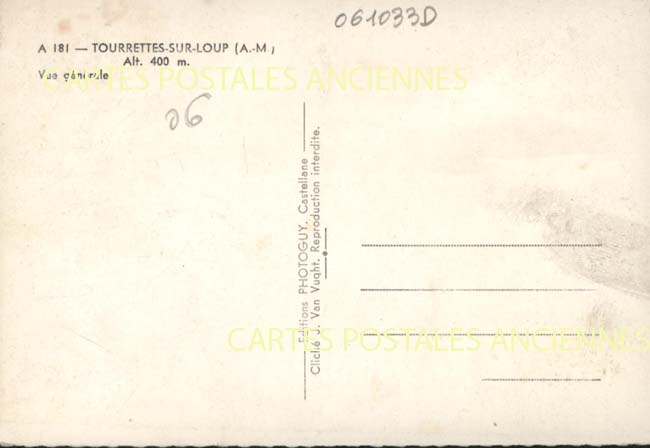 061033D
A 181 — TOURRETTES-SUR-LOUP (A.-M.)
Alt. 400 m.
Vue générale
CARTES POSTALES ANCIENNES
06
Editions PHOTOGUY, Castellane
Cliché J. Van Vught. Reproduction interdite.
CARTES POSTALES ANCIENNES